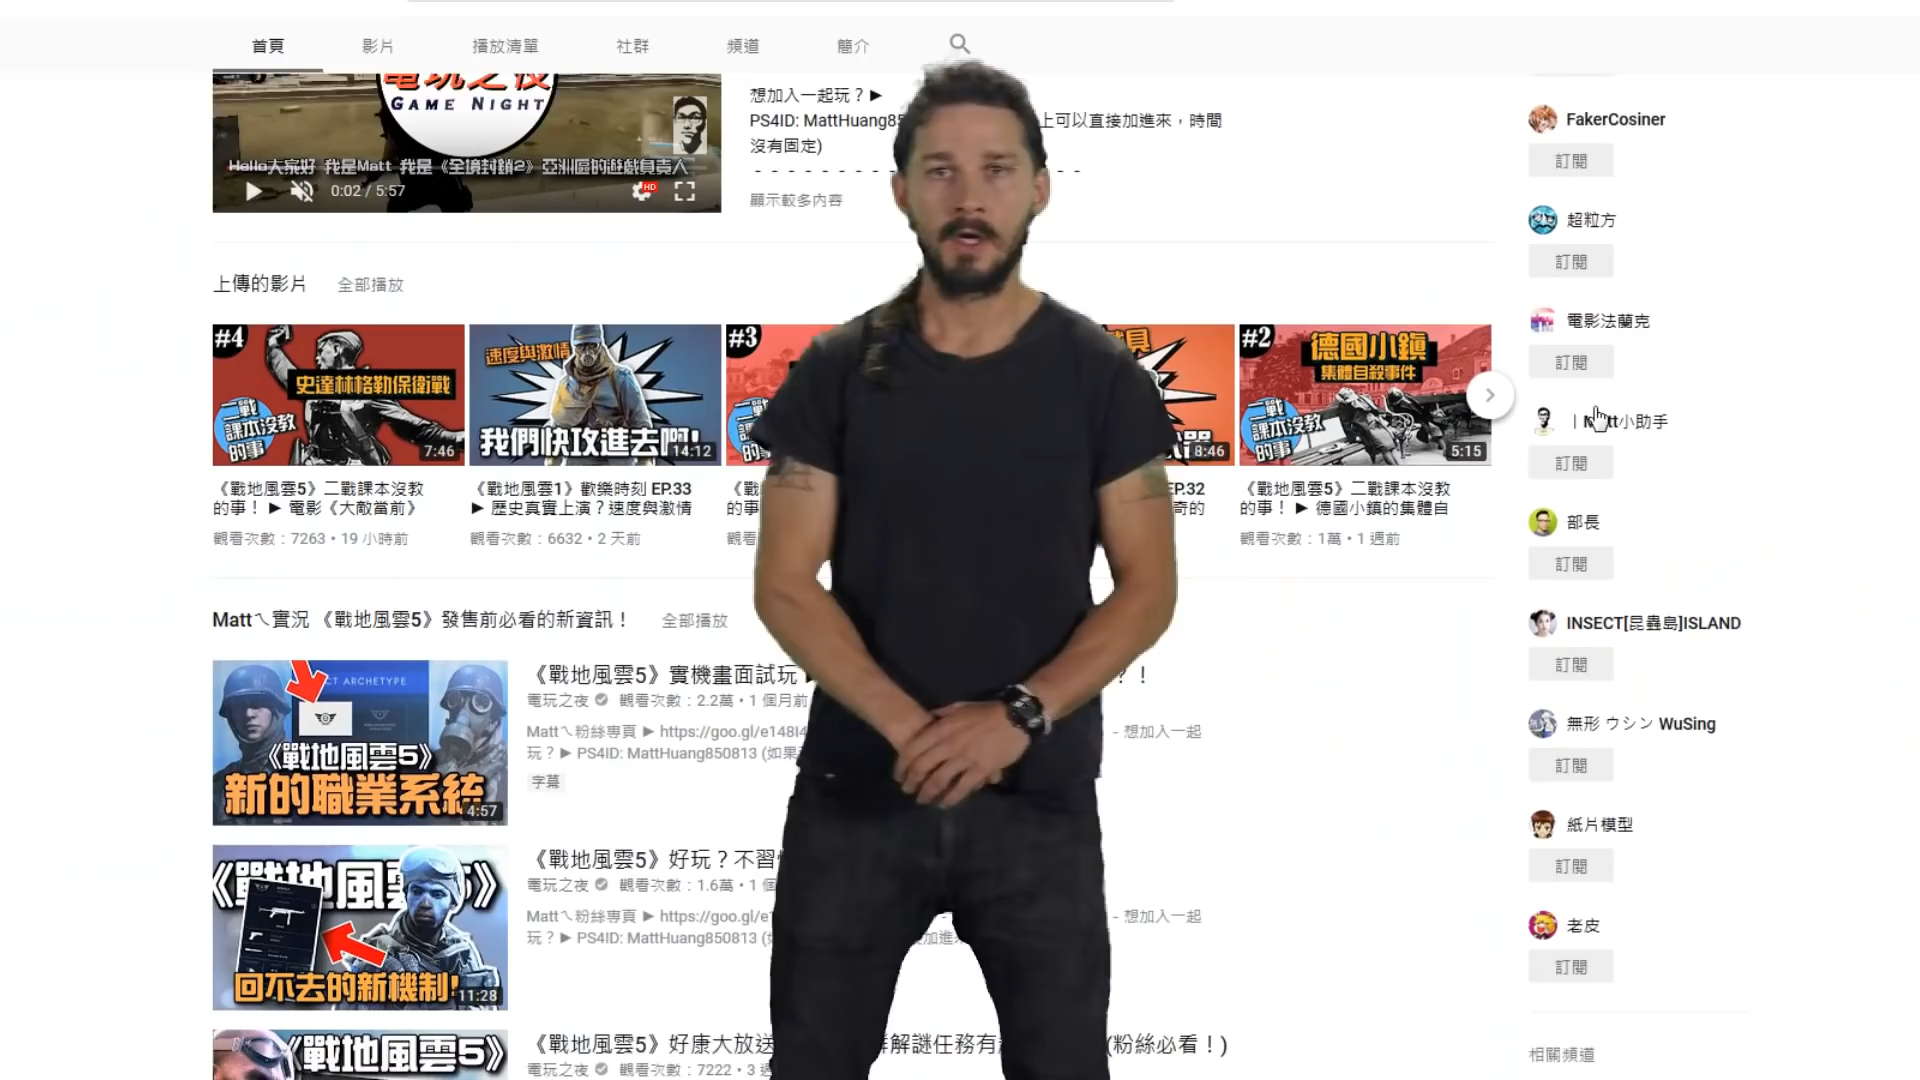 首頁
影片
播放清單
社群
頻道
簡介
電玩之夜
GAME NIGHT
Hello大家好 我是Matt 我是《全境封鎖2》亞洲區的遊戲負責人
0:02 / 5:57
HD
想加入一起玩？►
PS4ID: MattHuang85
上可以直接加進來，時間
沒有固定)
- - - - - - - - - - - -
顯示較多內容
上傳的影片
全部播放
#4
史達林格勒保衛戰
二戰
課本沒教
的事
7:46
速度與激情
我們快攻進去啊!
14:12
#3
8:46
#2
德國小鎮
集體自殺事件
二戰
課本沒教
的事
5:15
《戰地風雲5》二戰課本沒教
的事！► 電影《大敵當前》
觀看次數：7263 • 19 小時前
《戰地風雲1》歡樂時刻 EP.33
► 歷史真實上演？速度與激情
觀看次數：6632 • 2 天前
《戰
的事
觀看
EP.32
奇的
《戰地風雲5》二戰課本沒教
的事！► 德國小鎮的集體自
觀看次數：1萬 • 1 週前
Matt乀實況 《戰地風雲5》發售前必看的新資訊！
全部播放
CT ARCHETYPE
《戰地風雲5》
新的職業系統
4:57
《戰地風雲5》實機畫面試玩
？！
電玩之夜 觀看次數：2.2萬 • 1 個月前
Matt乀粉絲專頁 ► https://goo.gl/e148I4
- 想加入一起
玩？► PS4ID: MattHuang850813 (如果
字幕
《戰地風雲5》
回不去的新機制!
11:28
《戰地風雲5》好玩？不習
電玩之夜 觀看次數：1.6萬 • 1 個
Matt乀粉絲專頁 ► https://goo.gl/e
- 想加入一起
玩？► PS4ID: MattHuang850813 (
加進
《戰地風雲5》
《戰地風雲5》好康大放送
解謎任務有
(粉絲必看！)
電玩之夜 觀看次數：7222 • 3
FakerCosiner
訂閱
超粒方
訂閱
電影法蘭克
訂閱
小助手
訂閱
部長
訂閱
INSECT[昆蟲島]ISLAND
訂閱
無形 ウシン WuSing
訂閱
紙片模型
訂閱
老皮
訂閱
相關頻道